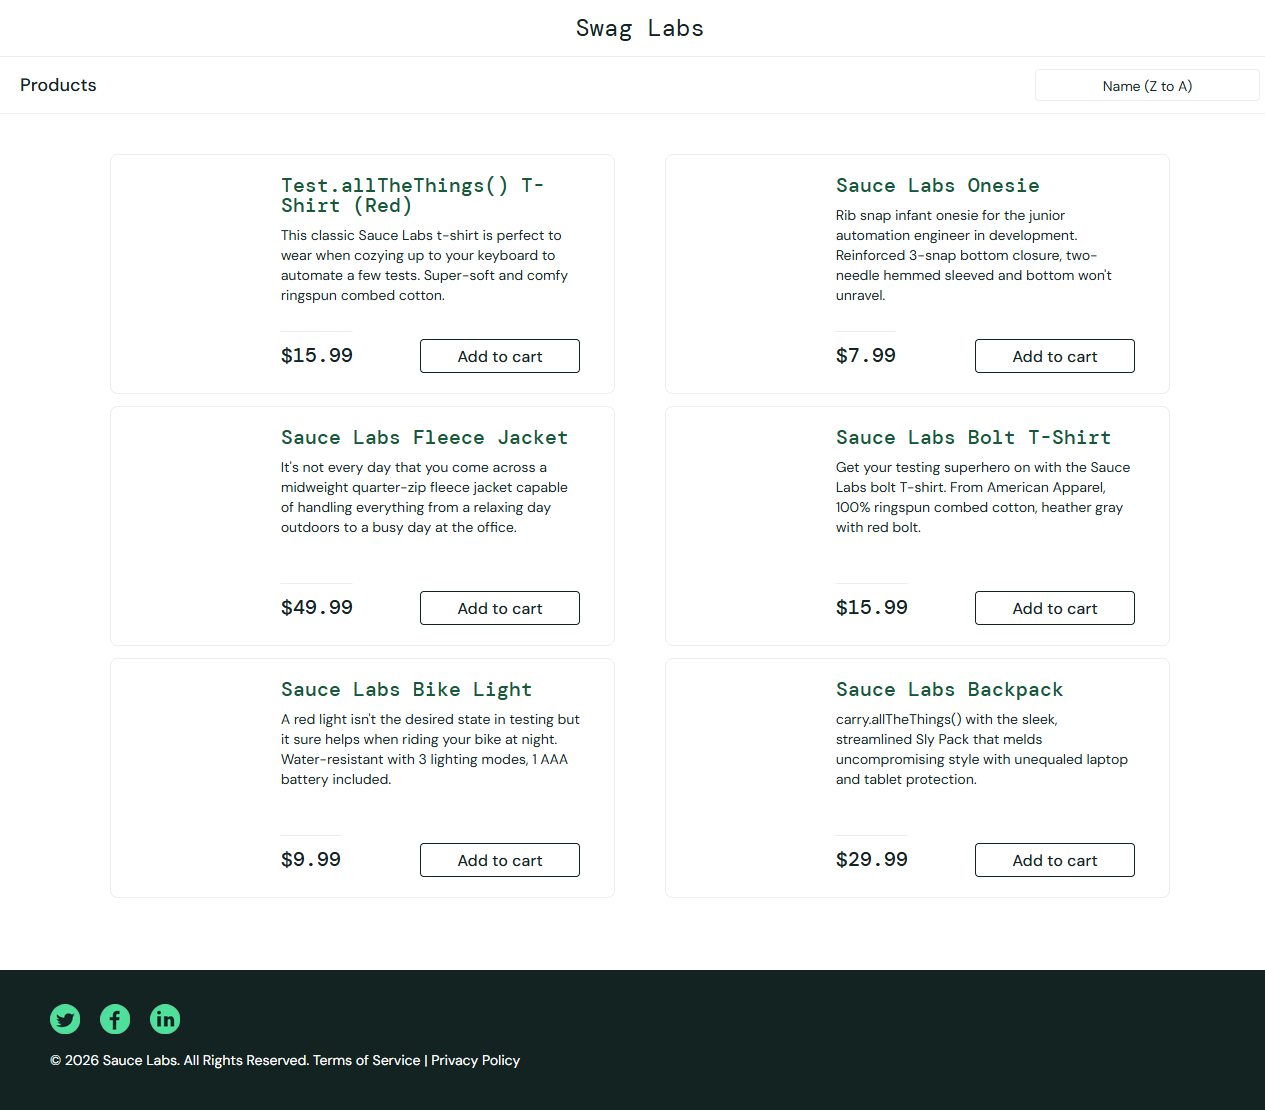 Swag Labs
Products
Name (Z to A)
Test.allTheThings() T-
Shirt (Red)
This classic Sauce Labs t-shirt is perfect to
wear when cozying up to your keyboard to
automate a few tests. Super-soft and comfy
ringspun combed cotton.
$15.99
Add to cart
Sauce Labs Onesie
Rib snap infant onesie for the junior
automation engineer in development.
Reinforced 3-snap bottom closure, two-
needle hemmed sleeved and bottom won't
unravel.
$7.99
Add to cart
Sauce Labs Fleece Jacket
It's not every day that you come across a
midweight quarter-zip fleece jacket capable
of handling everything from a relaxing day
outdoors to a busy day at the office.
$49.99
Add to cart
Sauce Labs Bolt T-Shirt
Get your testing superhero on with the Sauce
Labs bolt T-shirt. From American Apparel,
100% ringspun combed cotton, heather gray
with red bolt.
$15.99
Add to cart
Sauce Labs Bike Light
A red light isn't the desired state in testing but
it sure helps when riding your bike at night.
Water-resistant with 3 lighting modes, 1 AAA
battery included.
$9.99
Add to cart
Sauce Labs Backpack
carry.allTheThings() with the sleek,
streamlined Sly Pack that melds
uncompromising style with unequaled laptop
and tablet protection.
$29.99
Add to cart
© 2026 Sauce Labs. All Rights Reserved. Terms of Service | Privacy Policy